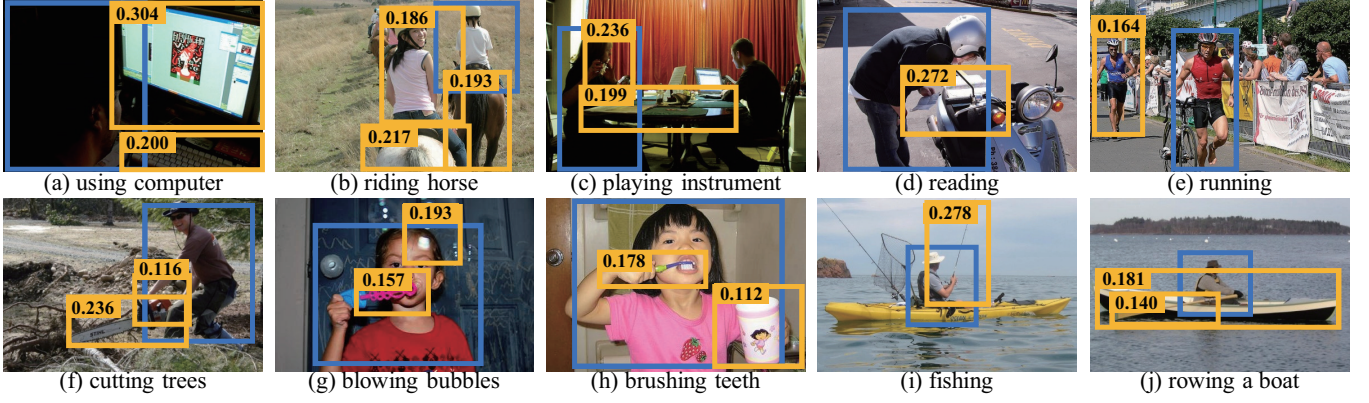 0.304
0.200
(a) using computer
0.186
0.193
0.217
(b) riding horse
0.236
0.199
(c) playing instrument
0.272
(d) reading
0.164
(e) running
0.116
0.236
(f) cutting trees
0.193
0.157
(g) blowing bubbles
0.178
0.112
(h) brushing teeth
0.278
(i) fishing
0.181
0.140
(j) rowing a boat